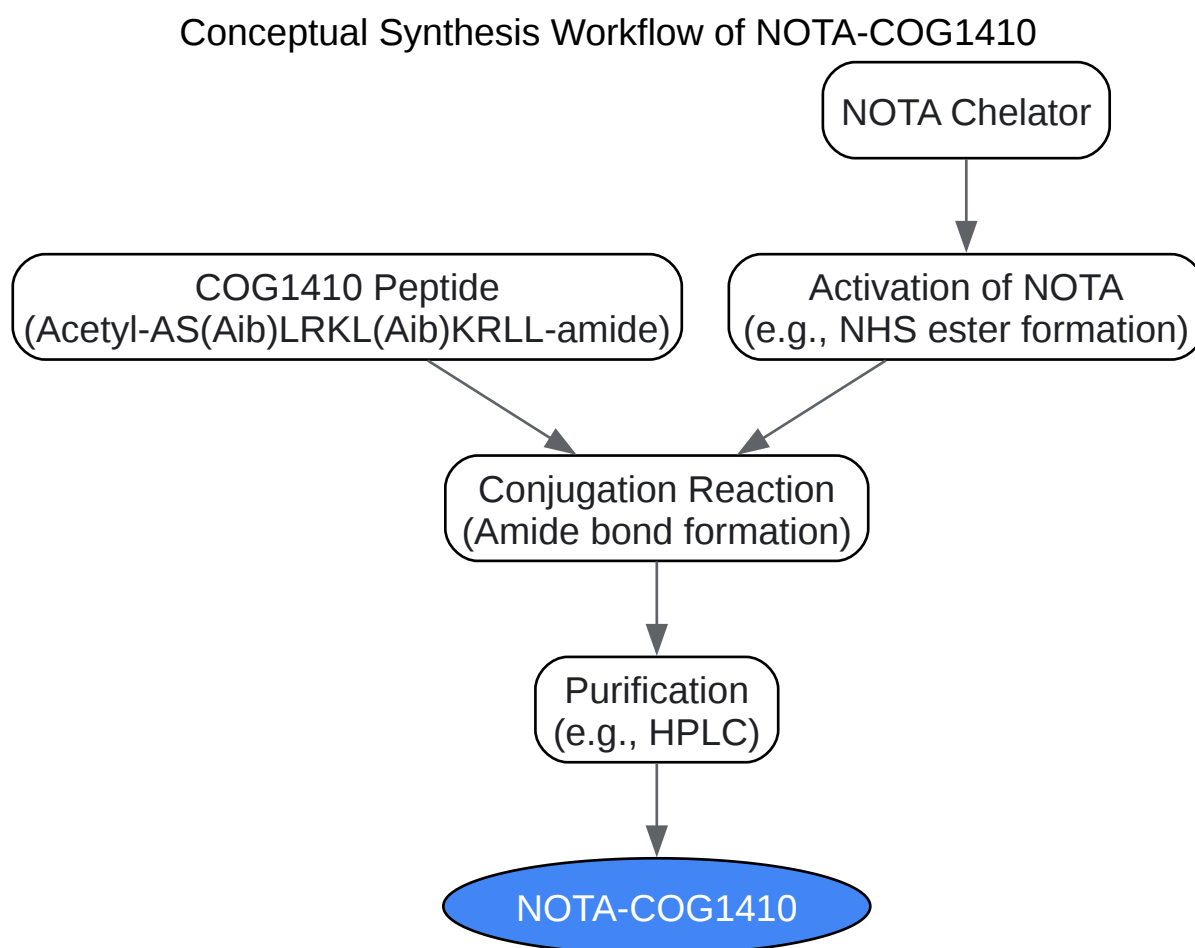 Conceptual Synthesis Workflow of NOTA-COG1410
NOTA Chelator
COG1410 Peptide
(Acetyl-AS(Aib)LRKL(Aib)KRLL-amide)
Activation of NOTA
(e.g., NHS ester formation)
Conjugation Reaction
(Amide bond formation)
Purification
(e.g., HPLC)
NOTA-COG1410